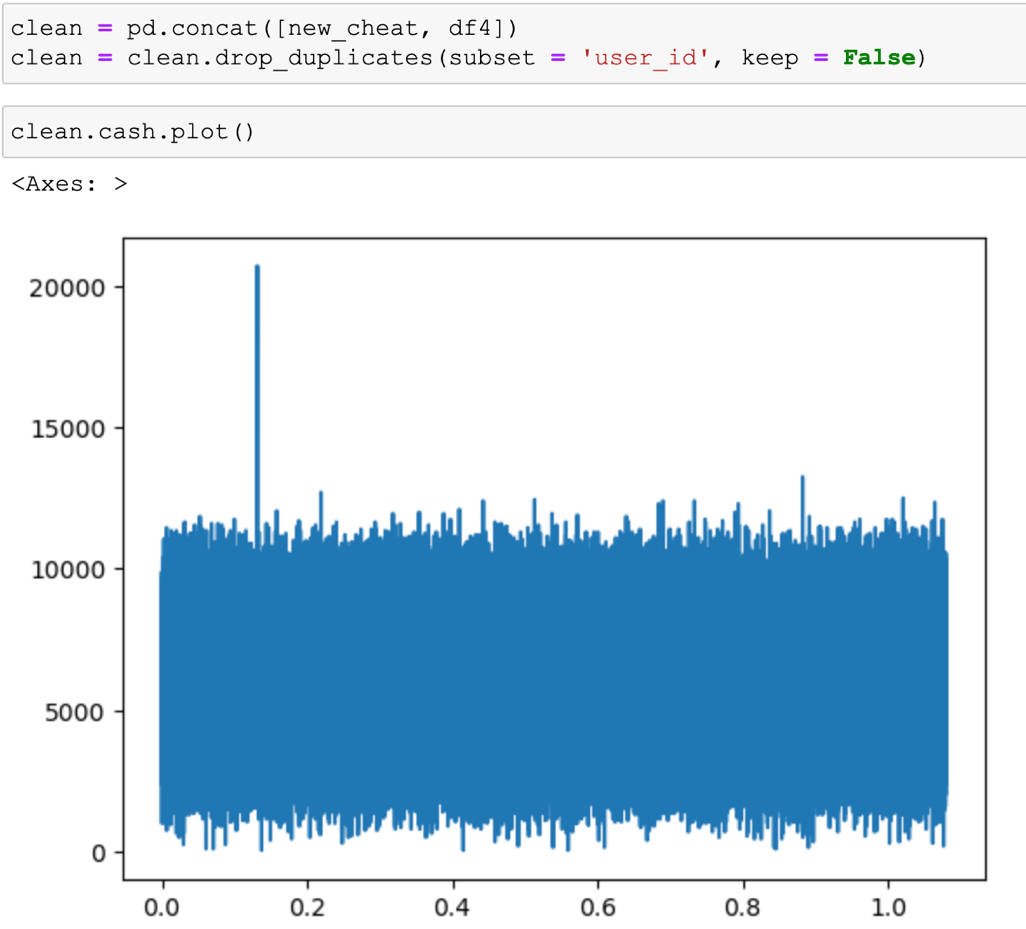 clean = pd.concat([new_cheat, df4])
clean = clean.drop_duplicates(subset = 'user_id', keep = False)
clean.cash.plot()
<Axes: >
20000
15000
10000
5000
0
0.0 0.2 0.4 0.6 0.8 1.0